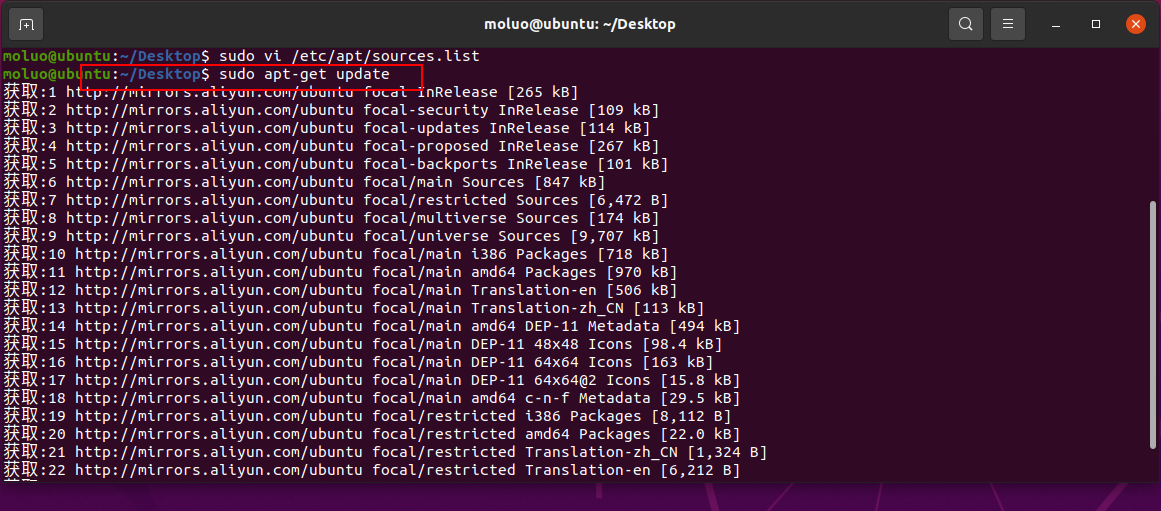 moluo@ubuntu: ~/Desktop
moluo@ubuntu:~/Desktop$ sudo vi /etc/apt/sources.list
moluo@ubuntu:~/Desktop$ sudo apt-get update
获取:1 http://mirrors.aliyun.com/ubuntu focal InRelease [265 kB]
获取:2 http://mirrors.aliyun.com/ubuntu focal-security InRelease [109 kB]
获取:3 http://mirrors.aliyun.com/ubuntu focal-updates InRelease [114 kB]
获取:4 http://mirrors.aliyun.com/ubuntu focal-proposed InRelease [267 kB]
获取:5 http://mirrors.aliyun.com/ubuntu focal-backports InRelease [101 kB]
获取:6 http://mirrors.aliyun.com/ubuntu focal/main Sources [847 kB]
获取:7 http://mirrors.aliyun.com/ubuntu focal/restricted Sources [6,472 B]
获取:8 http://mirrors.aliyun.com/ubuntu focal/multiverse Sources [174 kB]
获取:9 http://mirrors.aliyun.com/ubuntu focal/universe Sources [9,707 kB]
获取:10 http://mirrors.aliyun.com/ubuntu focal/main i386 Packages [718 kB]
获取:11 http://mirrors.aliyun.com/ubuntu focal/main amd64 Packages [970 kB]
获取:12 http://mirrors.aliyun.com/ubuntu focal/main Translation-en [506 kB]
获取:13 http://mirrors.aliyun.com/ubuntu focal/main Translation-zh_CN [113 kB]
获取:14 http://mirrors.aliyun.com/ubuntu focal/main amd64 DEP-11 Metadata [494 kB]
获取:15 http://mirrors.aliyun.com/ubuntu focal/main DEP-11 48x48 Icons [98.4 kB]
获取:16 http://mirrors.aliyun.com/ubuntu focal/main DEP-11 64x64 Icons [163 kB]
获取:17 http://mirrors.aliyun.com/ubuntu focal/main DEP-11 64x64@2 Icons [15.8 kB]
获取:18 http://mirrors.aliyun.com/ubuntu focal/main amd64 c-n-f Metadata [29.5 kB]
获取:19 http://mirrors.aliyun.com/ubuntu focal/restricted i386 Packages [8,112 B]
获取:20 http://mirrors.aliyun.com/ubuntu focal/restricted amd64 Packages [22.0 kB]
获取:21 http://mirrors.aliyun.com/ubuntu focal/restricted Translation-zh_CN [1,324 B]
获取:22 http://mirrors.aliyun.com/ubuntu focal/restricted Translation-en [6,212 B]